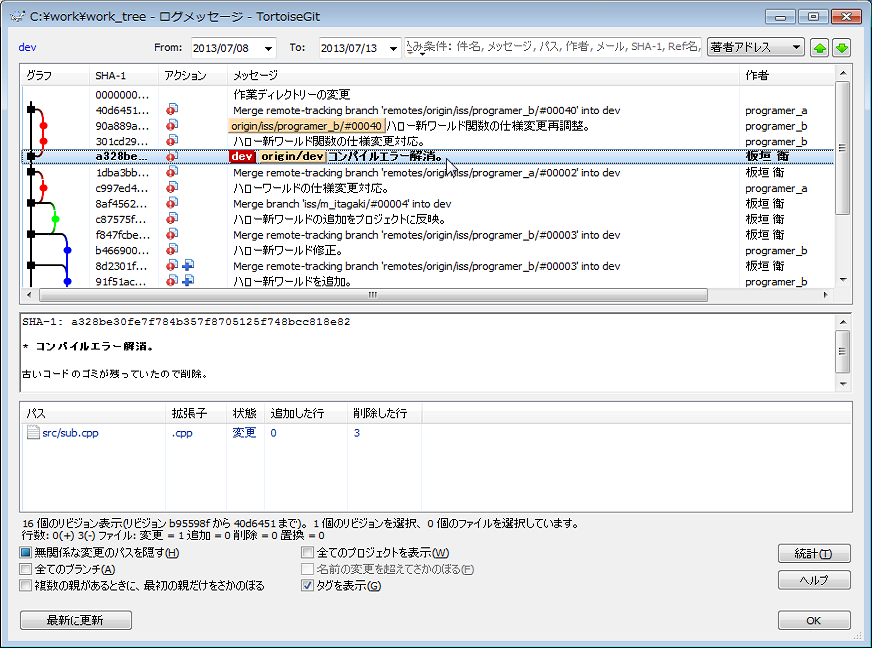 C:¥work¥work_tree - ログメッセージ - TortoiseGit
dev From: 2013/07/08 To: 2013/07/13 込み条件: 件名, メッセージ, パス, 作者, メール, SHA-1, Ref名, 著者アドレス
グラフ SHA-1 アクション メッセージ 作者
0000000... 作業ディレクトリーの変更
40d6451... Merge remote-tracking branch 'remotes/origin/iss/programer_b/#00040' into dev programer_a
90a889a... origin/iss/programer_b/#00040 ハロー新ワールド関数の仕様変更再調整。 programer_b
301cd29... ハロー新ワールド関数の仕様変更対応。 programer_b
a328be... dev origin/dev コンパイルエラー解消。 板垣 衛
1dba3bb... Merge remote-tracking branch 'remotes/origin/iss/programer_a/#00002' into dev 板垣 衛
c997ed4... ハローワールドの仕様変更対応。 programer_a
8af4562... Merge branch 'iss/m_itagaki/#00004' into dev 板垣 衛
c87575f... ハロー新ワールドの追加をプロジェクトに反映。 板垣 衛
f847fcbe... Merge remote-tracking branch 'remotes/origin/iss/programer_b/#00003' into dev 板垣 衛
b466900... ハロー新ワールド修正。 programer_b
8d2301f... Merge remote-tracking branch 'remotes/origin/iss/programer_b/#00003' into dev 板垣 衛
91f51ac... ハロー新ワールドを追加。 programer_b
SHA-1: a328be30fe7f784b357f8705125f748bcc818e82
* コンパイルエラー解消。
古いコードのゴミが残っていたので削除。
パス 拡張子 状態 追加した行 削除した行
src/sub.cpp .cpp 変更 0 3
16 個のリビジョン表示(リビジョン b95598f から 40d6451 まで)。1 個のリビジョンを選択、0 個のファイルを選択しています。
行数: 0(+) 3(-) ファイル: 変更 = 1 追加 = 0 削除 = 0 置換 = 0
無関係な変更のパスを隠す(H) 全てのプロジェクトを表示(W) 統計(T)
全てのブランチ(A) 名前の変更を超えてさかのぼる(F) ヘルプ
複数の親があるときに、最初の親だけをさかのぼる タグを表示(G)
最新に更新 OK